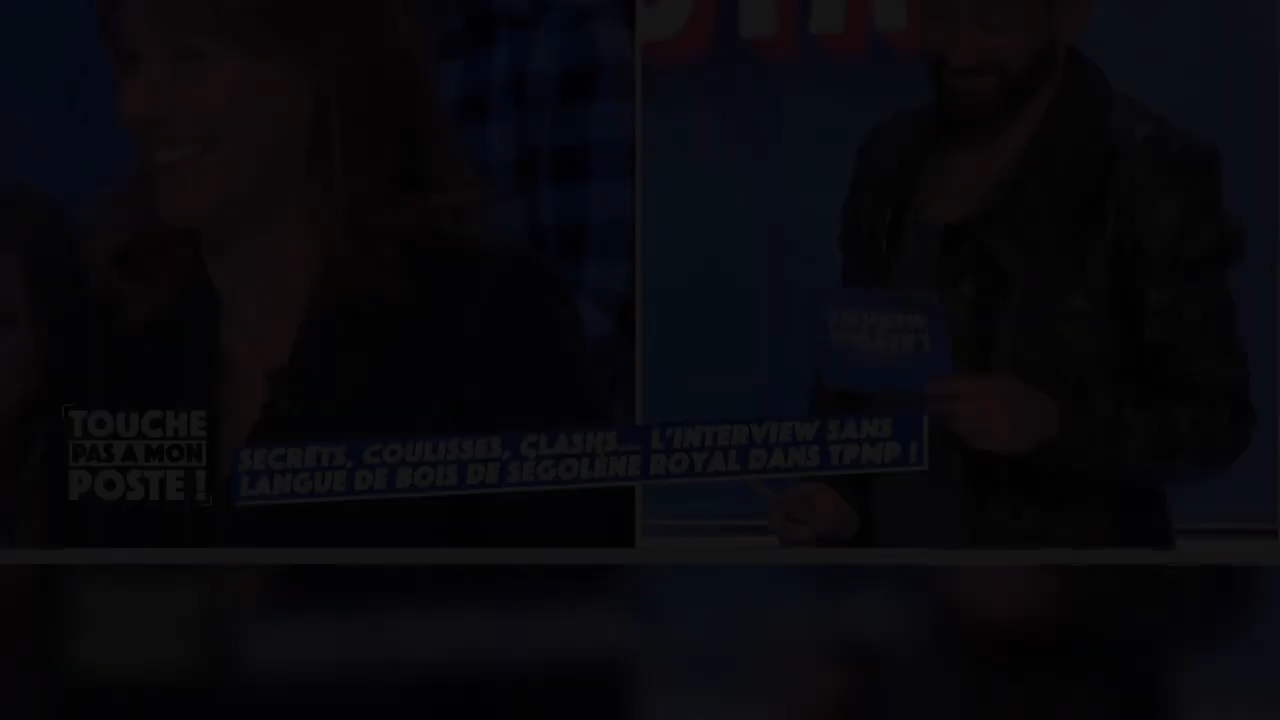 TOUCHE
PAS A MON
POSTE !
SECRETS, COULISSES, CLASHS... L'INTERVIEW SANS
LANGUE DE BOIS DE SÉGOLÈNE ROYAL DANS TPMP !